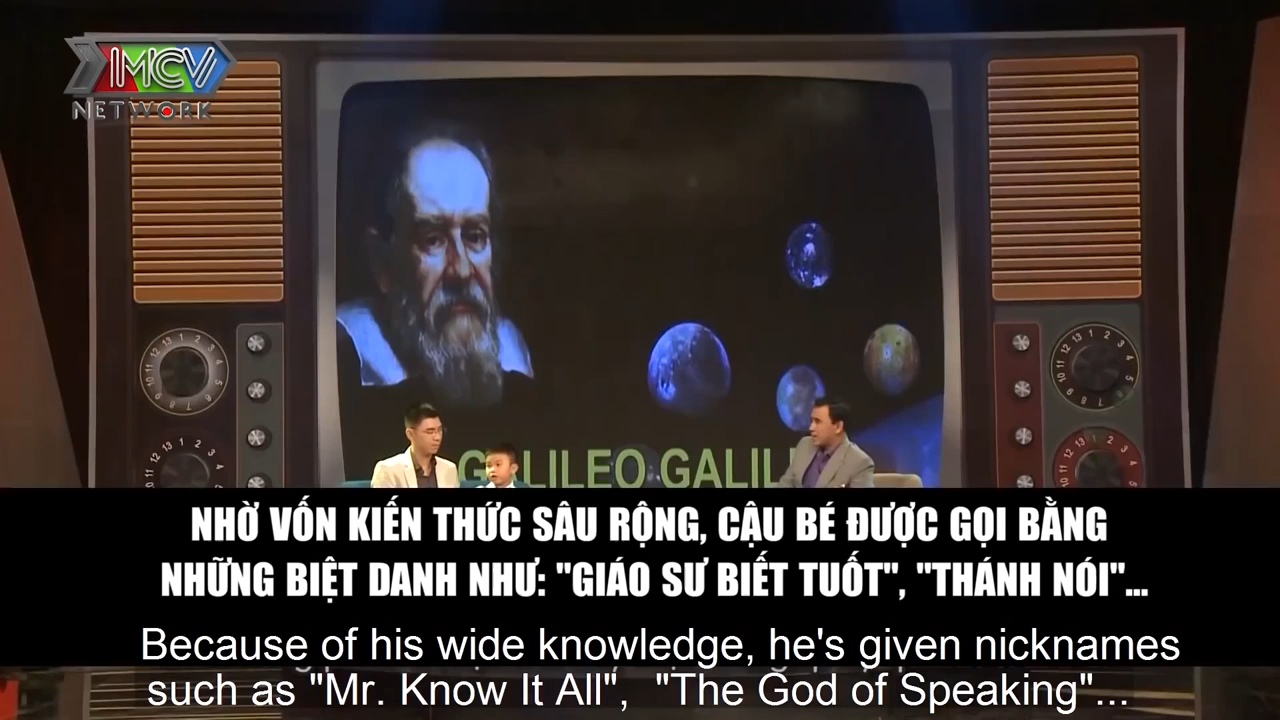 MCV
NETWORK
GALILEO GALIL
NHỜ VỐN KIẾN THỨC SÂU RỘNG, CẬU BÉ ĐƯỢC GỌI BẰNG
NHỮNG BIỆT DANH NHƯ: "GIÁO SƯ BIẾT TUỐT", "THÁNH NÓI"...
Because of his wide knowledge, he's given nicknames
such as "Mr. Know It All", "The God of Speaking"...